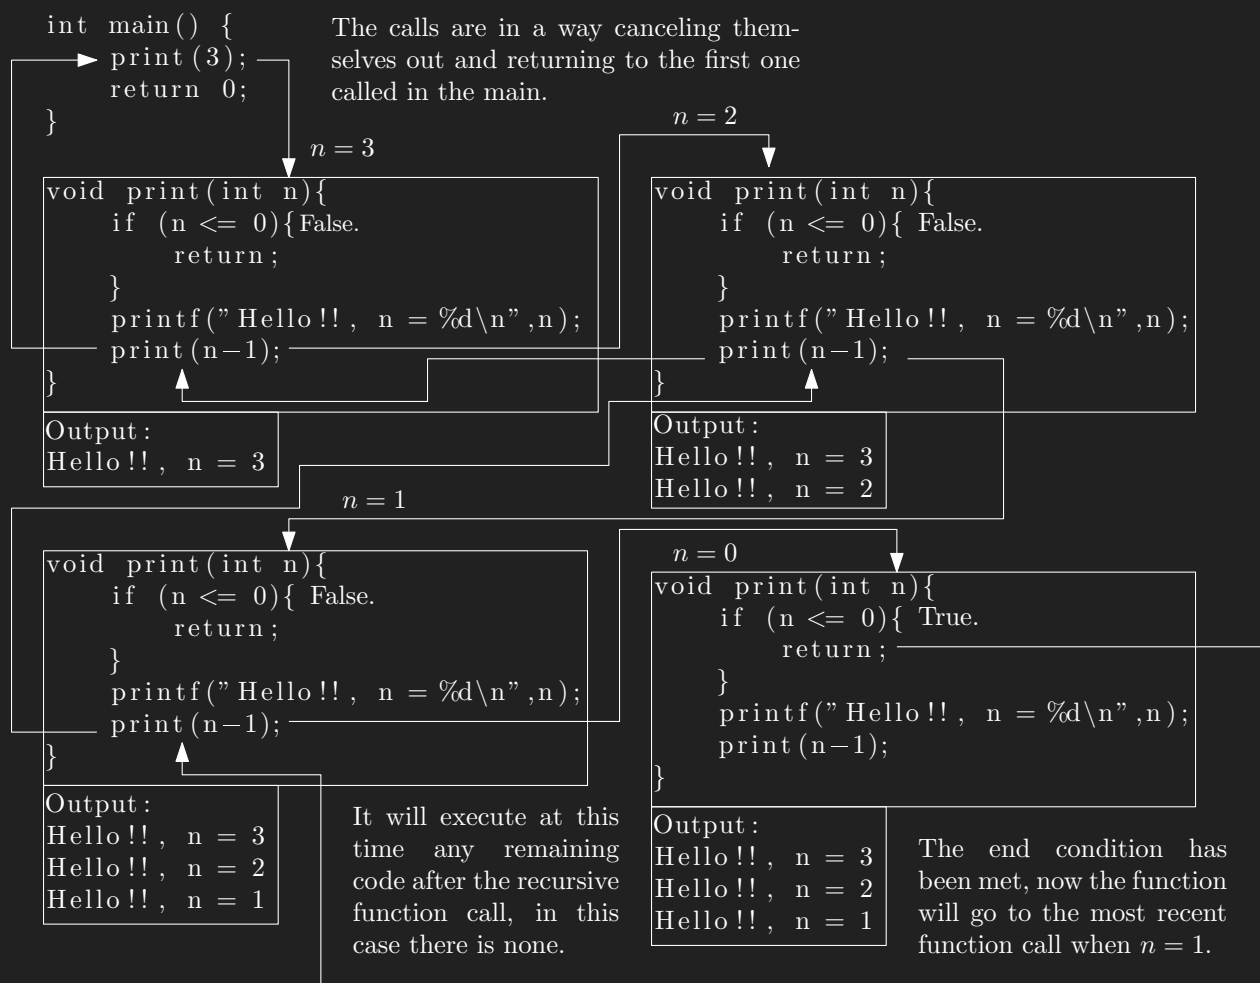 int main() {
print(3);
return 0;
}
The calls are in a way canceling them-
selves out and returning to the first one
called in the main.
n = 3
void print(int n){
if (n <= 0){False.
return;
}
printf("Hello!!, n = %d\n",n);
print(n−1);
}
Output:
Hello!!, n = 3
n = 2
void print(int n){
if (n <= 0){ False.
return;
}
printf("Hello!!, n = %d\n",n);
print(n−1);
}
Output:
Hello!!, n = 3
Hello!!, n = 2
n = 1
void print(int n){
if (n <= 0){ False.
return;
}
printf("Hello!!, n = %d\n",n);
print(n−1);
}
Output:
Hello!!, n = 3
Hello!!, n = 2
Hello!!, n = 1
It will execute at this
time any remaining
code after the recursive
function call, in this
case there is none.
n = 0
void print(int n){
if (n <= 0){ True.
return;
}
printf("Hello!!, n = %d\n",n);
print(n−1);
}
Output:
Hello!!, n = 3
Hello!!, n = 2
Hello!!, n = 1
The end condition has
been met, now the function
will go to the most recent
function call when n = 1.